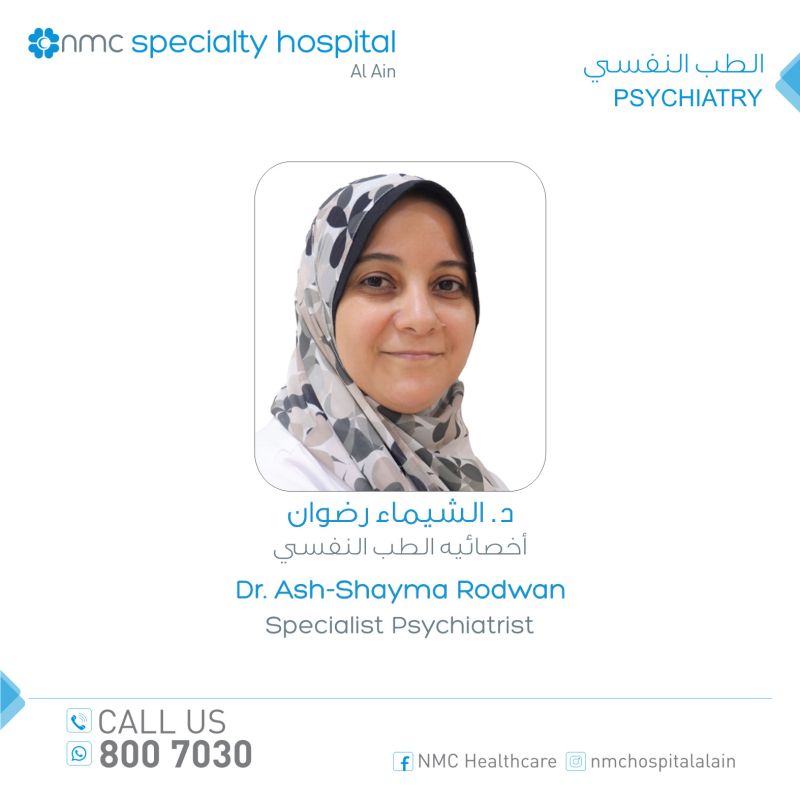 nmc specialty hospital
Al Ain
الطب النفسي
PSYCHIATRY
د. الشيماء رضوان
أخصائيه الطب النفسي
Dr. Ash-Shayma Rodwan
Specialist Psychiatrist
CALL US
800 7030
NMC Healthcare nmchospitalalain